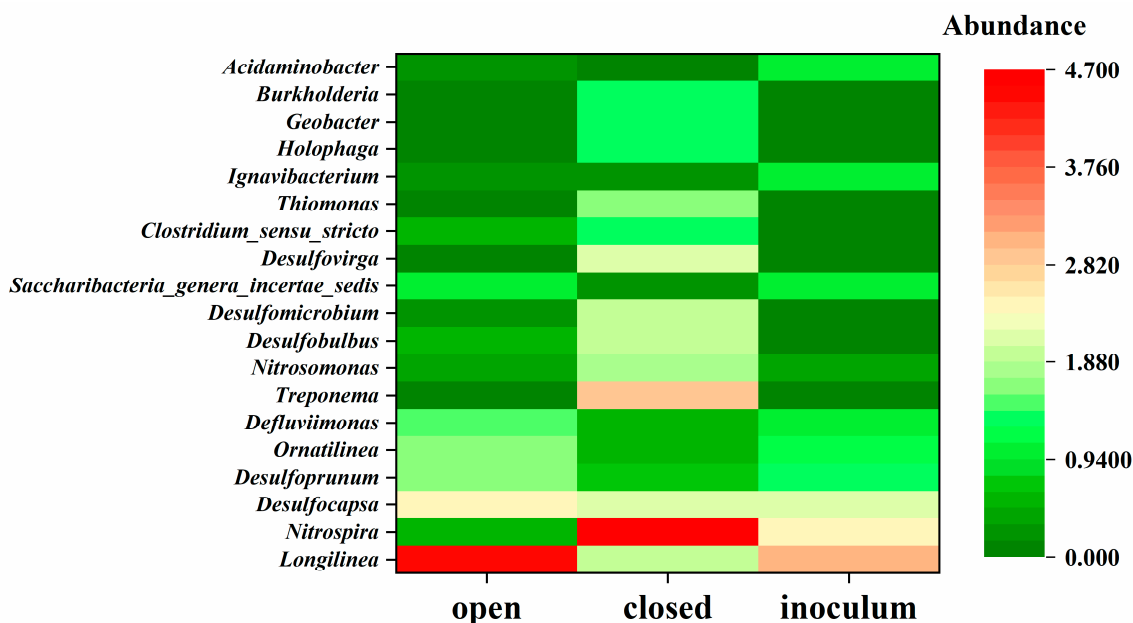 Abundance
Acidaminobacter
Burkholderia
Geobacter
Holophaga
Ignavibacterium
Thiomonas
Clostridium_sensu_stricto
Desulfovirga
Saccharibacteria_genera_incertae_sedis
Desulfomicrobium
Desulfobulbus
Nitrosomonas
Treponema
Defluviimonas
Ornatilinea
Desulfoprunum
Desulfocapsa
Nitrospira
Longilinea
open closed inoculum
4.700
3.760
2.820
1.880
0.9400
0.000